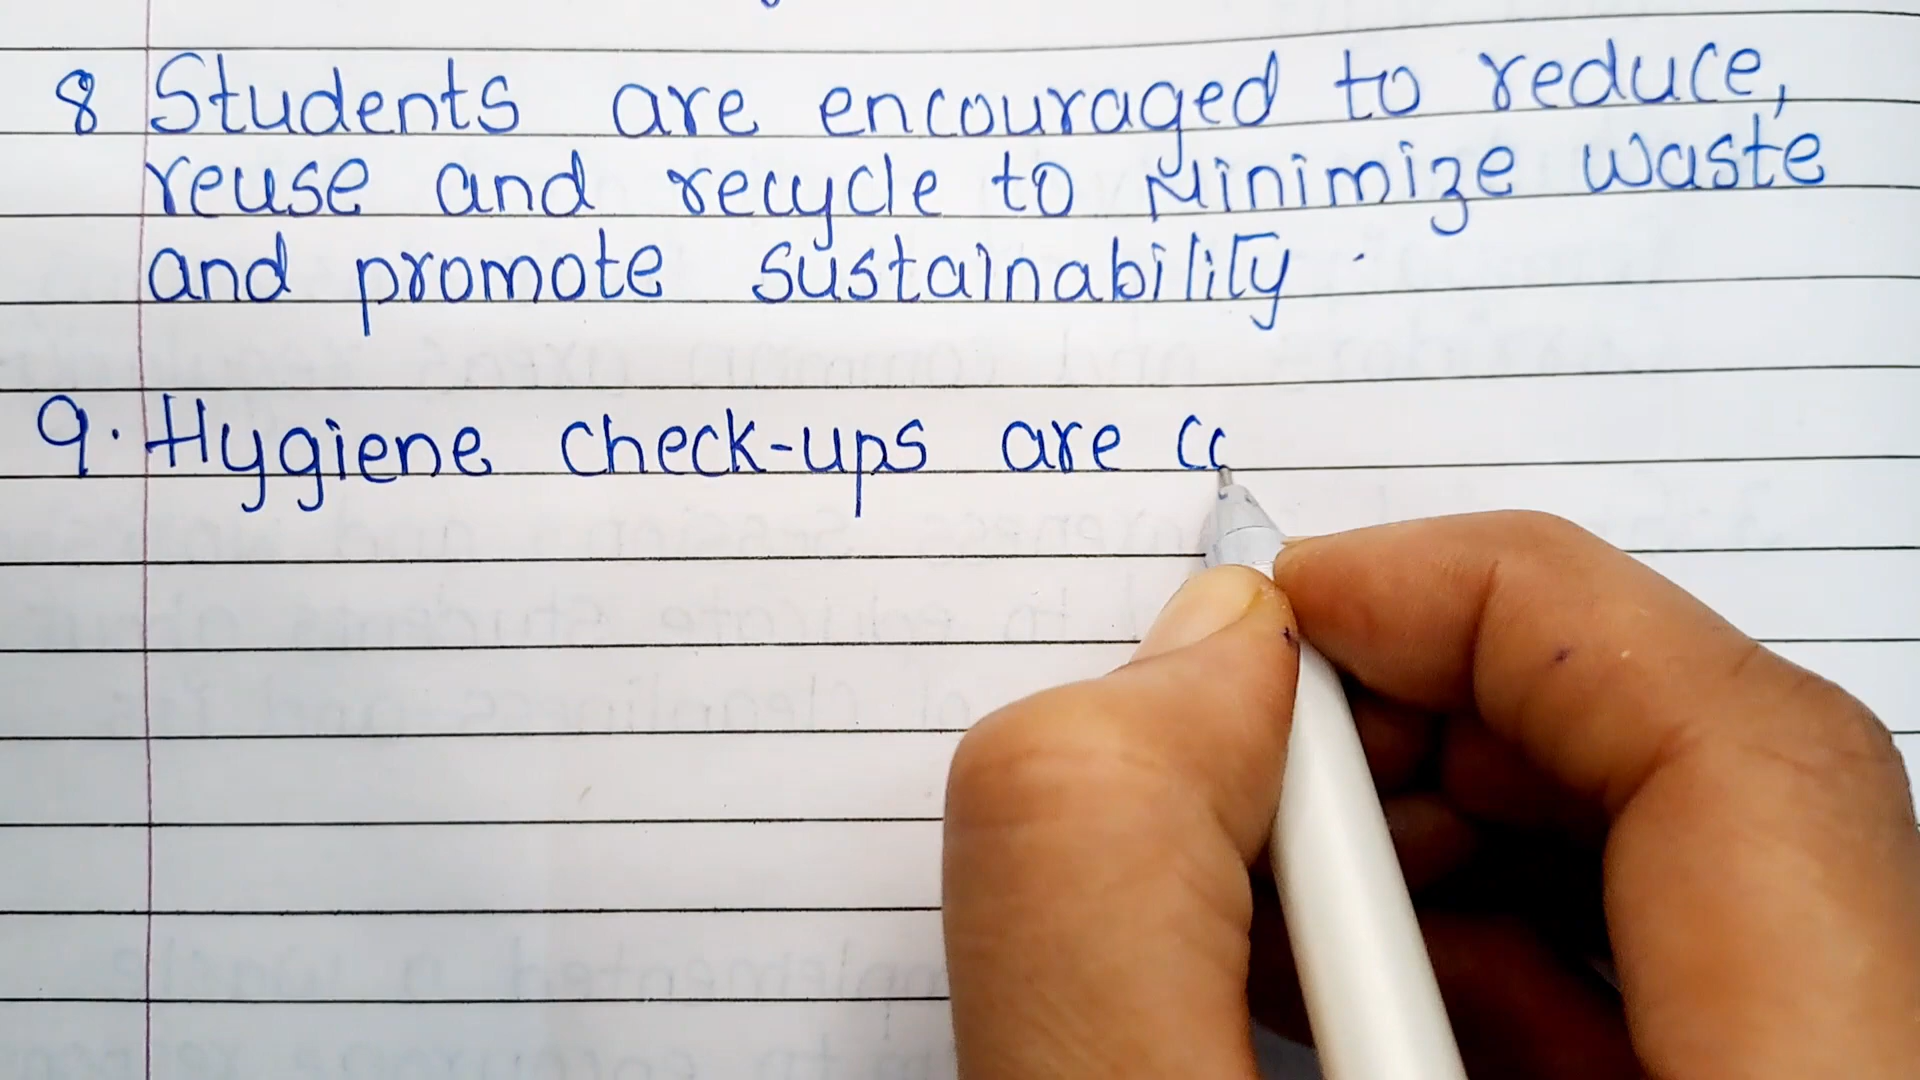 8 Students are encouraged to reduce,
reuse and recycle to Minimize waste
and promote sustainability.
9. Hygiene check-ups are